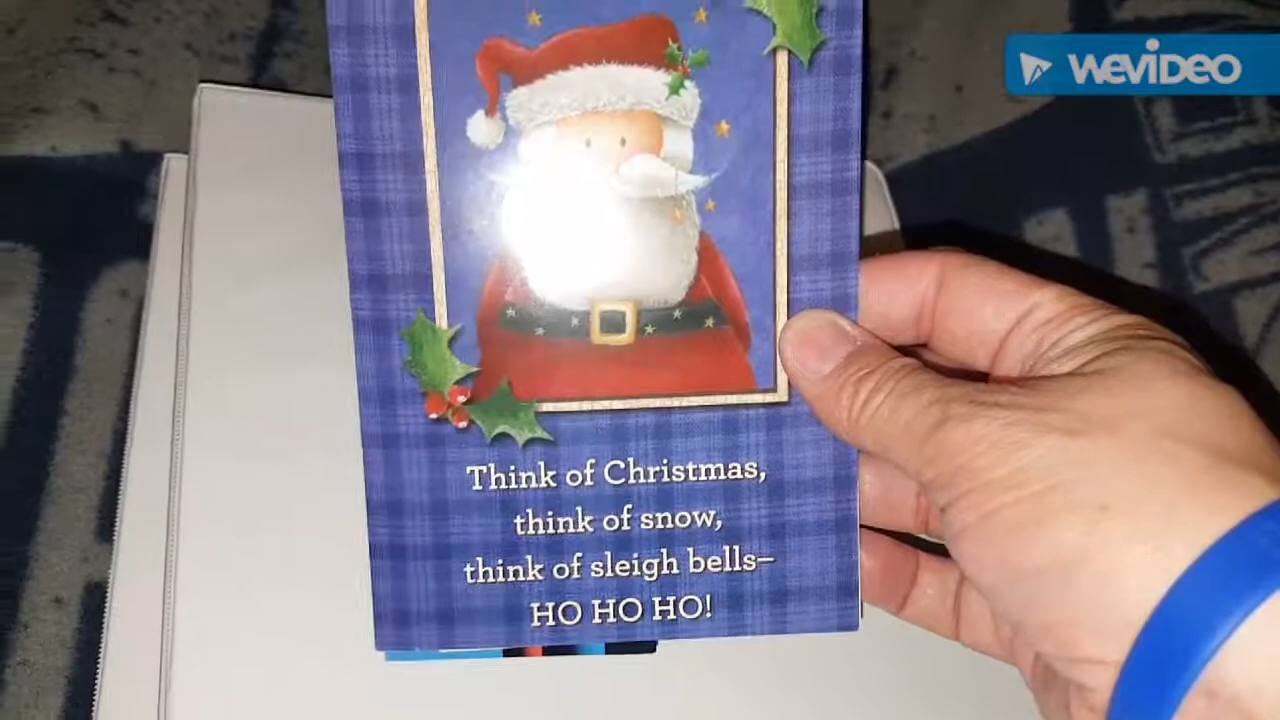 WEVIDEO
Think of Christmas,
think of snow,
think of sleigh bells–
HO HO HO!